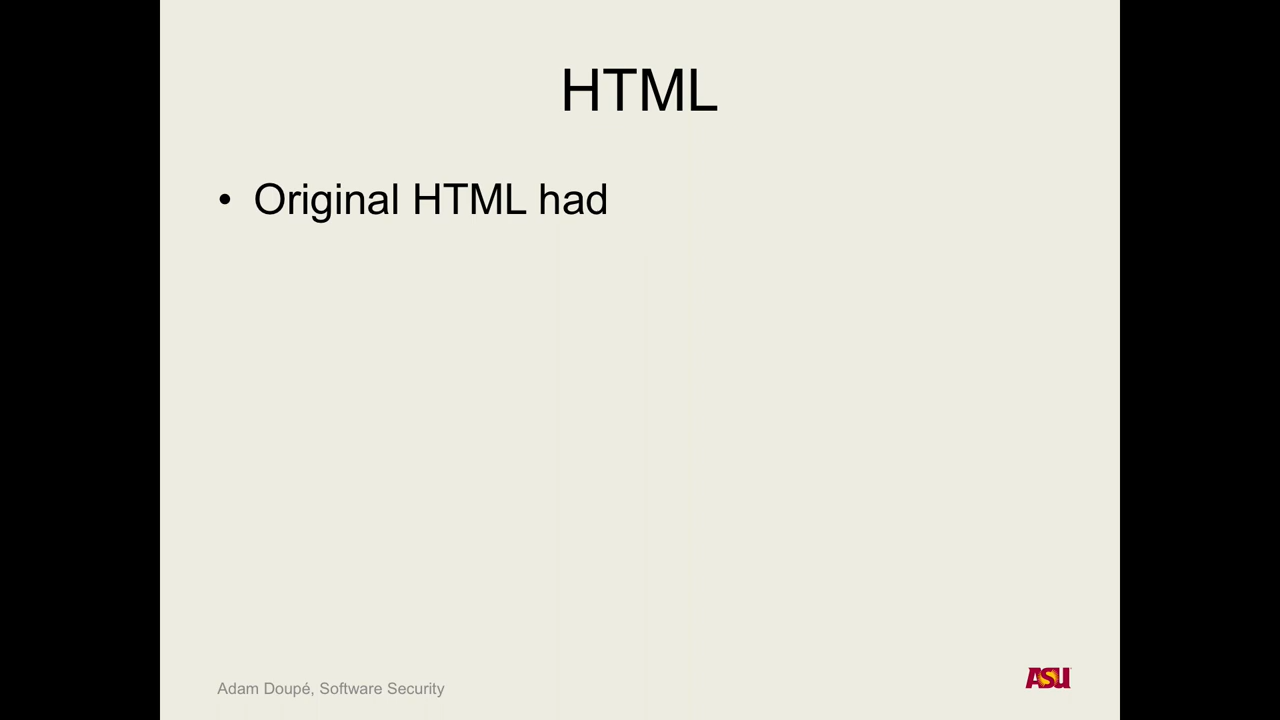 HTML
• Original HTML had
Adam Doupé, Software Security
ASU